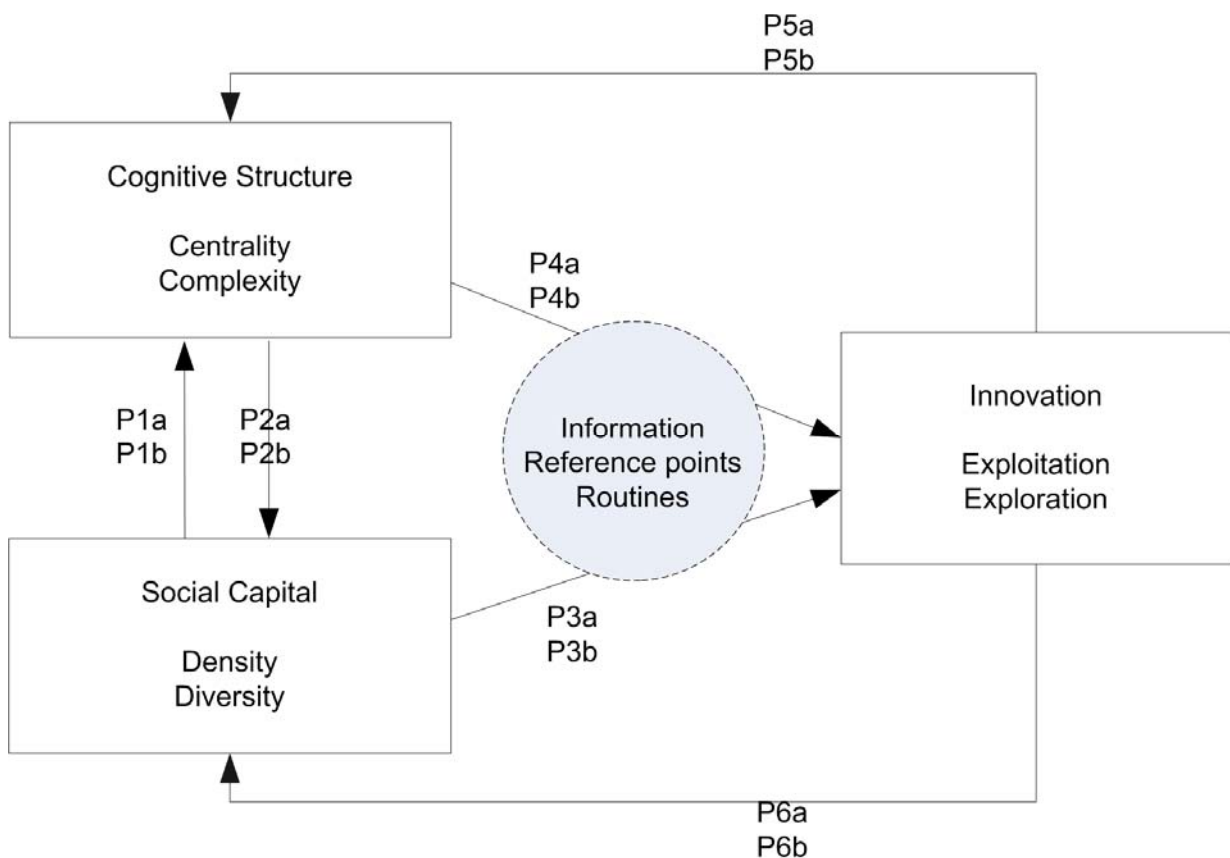 P5a
P5b
Cognitive Structure
Centrality
Complexity
P4a
P4b
Innovation
Exploitation
Exploration
P1a
P1b
P2a
P2b
Information
Reference points
Routines
Social Capital
Density
Diversity
P3a
P3b
P6a
P6b